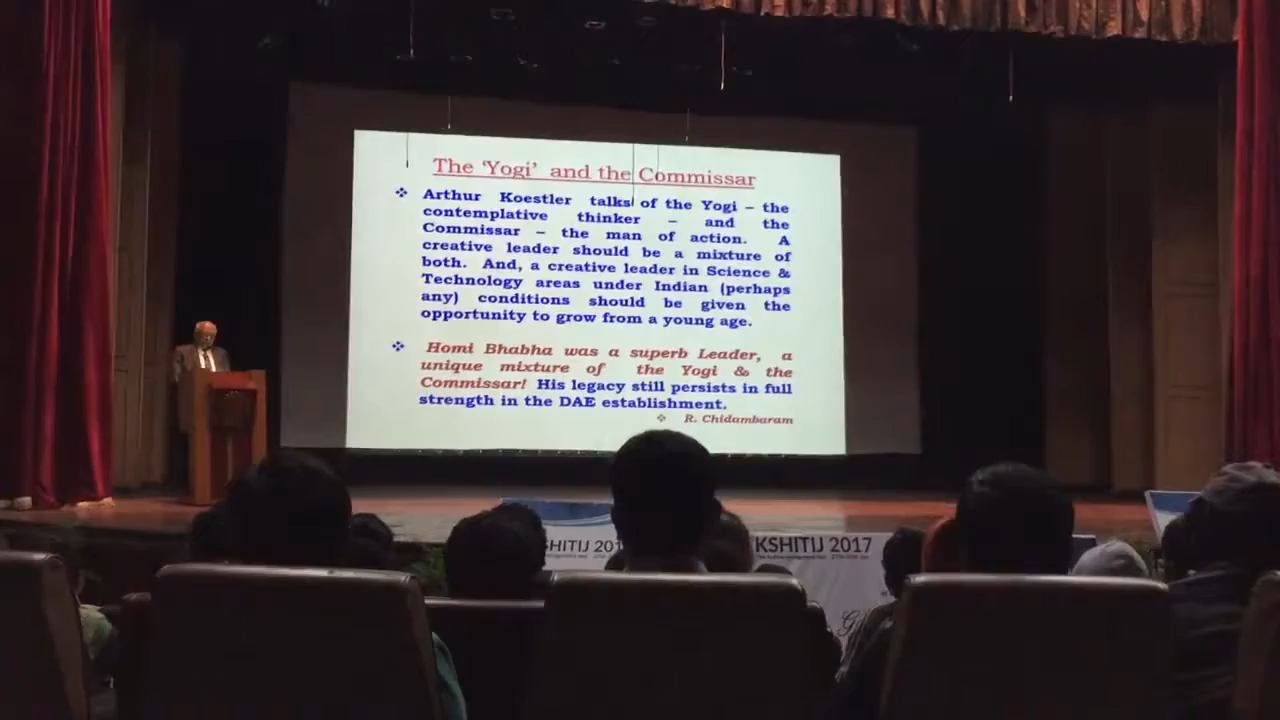 The ‘Yogi’ and the Commissar
❖ Arthur Koestler talks of the Yogi – the
contemplative thinker – and the
Commissar – the man of action. A
creative leader should be a mixture of
both. And, a creative leader in Science &
Technology areas under Indian (perhaps
any) conditions should be given the
opportunity to grow from a young age.
❖ Homi Bhabha was a superb Leader, a
unique mixture of the Yogi & the
Commissar! His legacy still persists in full
strength in the DAE establishment.
❖ R. Chidambaram
SHITIJ 201
KSHITIJ 2017